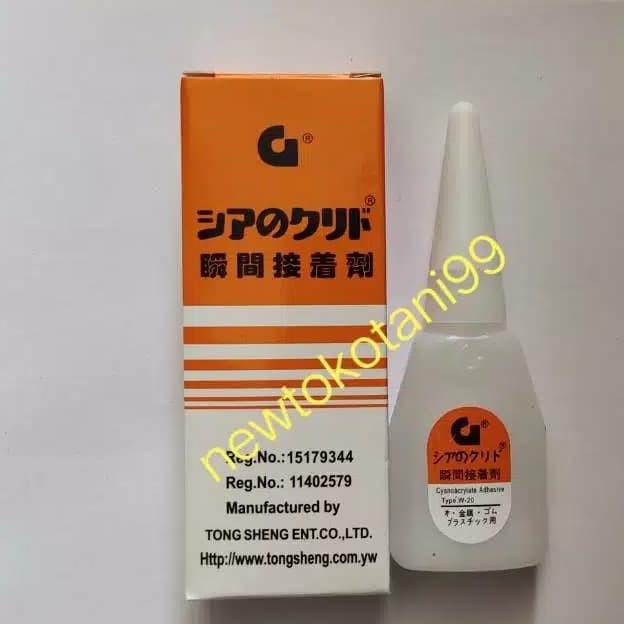 G®
シアのクリド®
瞬間接着剤
Reg.No.:15179344
Reg.No.: 11402579
Manufactured by
TONG SHENG ENT.CO.,LTD.
Http://www.tongsheng.com.yw
newtokotani99
G®
シアのクリド®
瞬間接着剤
Cyanoacrylate Adhesive
Type:W-20
木・金属・ゴム
プラスチック用